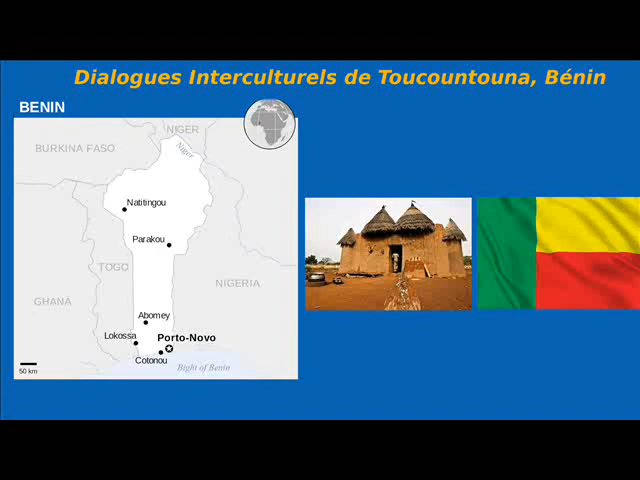 Dialogues Interculturels de Toucountouna, Bénin
BENIN
NIGER
BURKINA FASO
Niger
Natitingou
Parakou
TOGO
NIGERIA
GHANA
Abomey
Lokossa
Porto-Novo
Cotonou
Bight of Benin
50 km